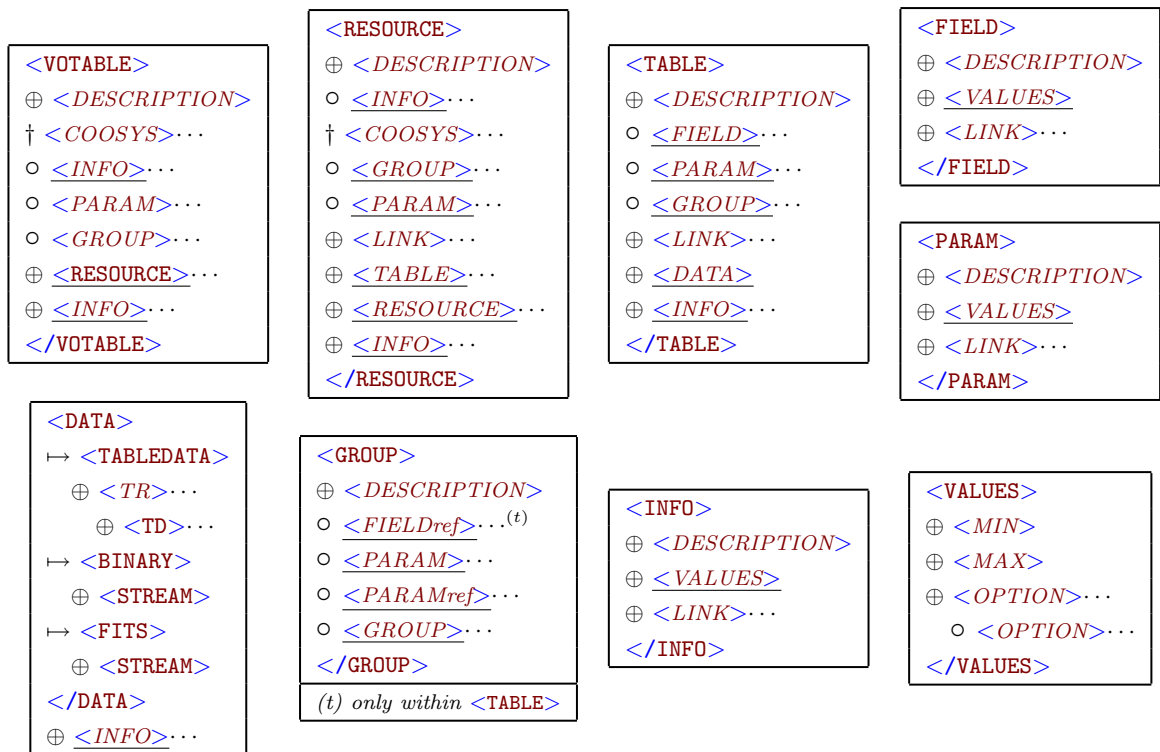 <VOTABLE>
⊕ <DESCRIPTION>
† <COOSYS>···
○ <INFO>···
○ <PARAM>···
○ <GROUP>···
⊕ <RESOURCE>···
⊕ <INFO>···
</VOTABLE>
<RESOURCE>
⊕ <DESCRIPTION>
○ <INFO>···
† <COOSYS>···
○ <GROUP>···
○ <PARAM>···
⊕ <LINK>···
⊕ <TABLE>···
⊕ <RESOURCE>···
⊕ <INFO>···
</RESOURCE>
<TABLE>
⊕ <DESCRIPTION>
○ <FIELD>···
○ <PARAM>···
○ <GROUP>···
⊕ <LINK>···
⊕ <DATA>
⊕ <INFO>···
</TABLE>
<FIELD>
⊕ <DESCRIPTION>
⊕ <VALUES>
⊕ <LINK>···
</FIELD>
<PARAM>
⊕ <DESCRIPTION>
⊕ <VALUES>
⊕ <LINK>···
</PARAM>
<DATA>
↦ <TABLEDATA>
⊕ <TR>···
⊕ <TD>···
↦ <BINARY>
⊕ <STREAM>
↦ <FITS>
⊕ <STREAM>
</DATA>
⊕ <INFO>···
<GROUP>
⊕ <DESCRIPTION>
○ <FIELDref>···(t)
○ <PARAM>···
○ <PARAMref>···
○ <GROUP>···
</GROUP>
(t) only within <TABLE>
<INFO>
⊕ <DESCRIPTION>
⊕ <VALUES>
⊕ <LINK>···
</INFO>
<VALUES>
⊕ <MIN>
⊕ <MAX>
⊕ <OPTION>···
○ <OPTION>···
</VALUES>